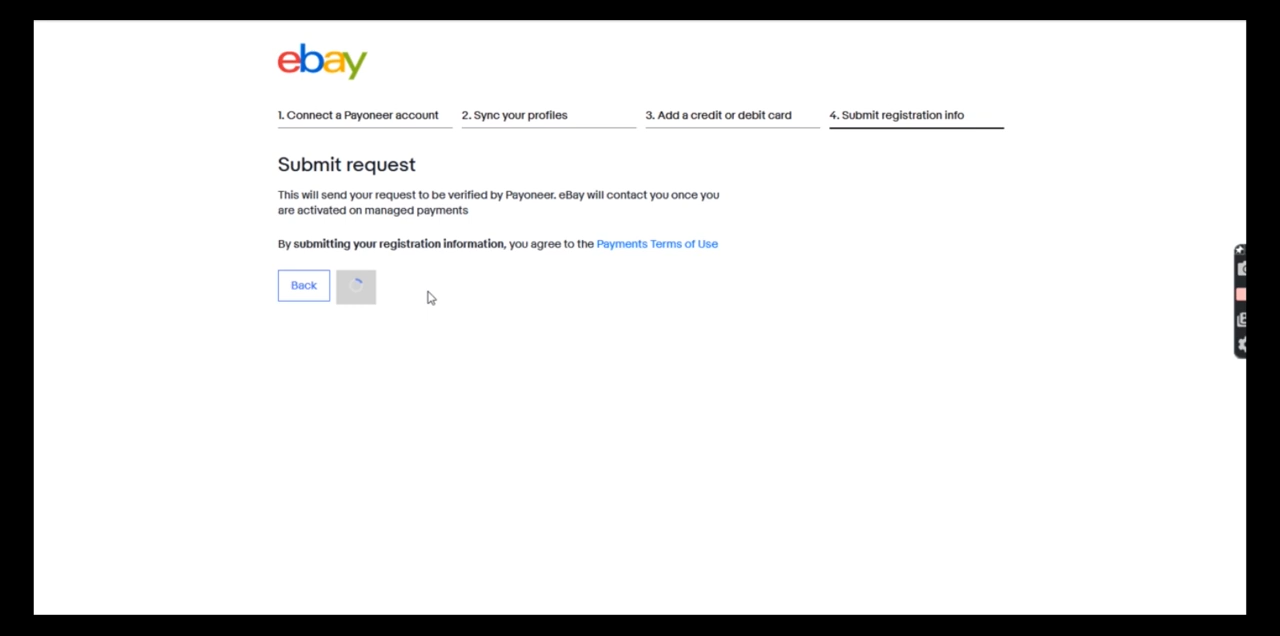 ebay
1. Connect a Payoneer account
2. Sync your profiles
3. Add a credit or debit card
4. Submit registration info
Submit request
This will send your request to be verified by Payoneer. eBay will contact you once you
are activated on managed payments
By submitting your registration information, you agree to the Payments Terms of Use
Back